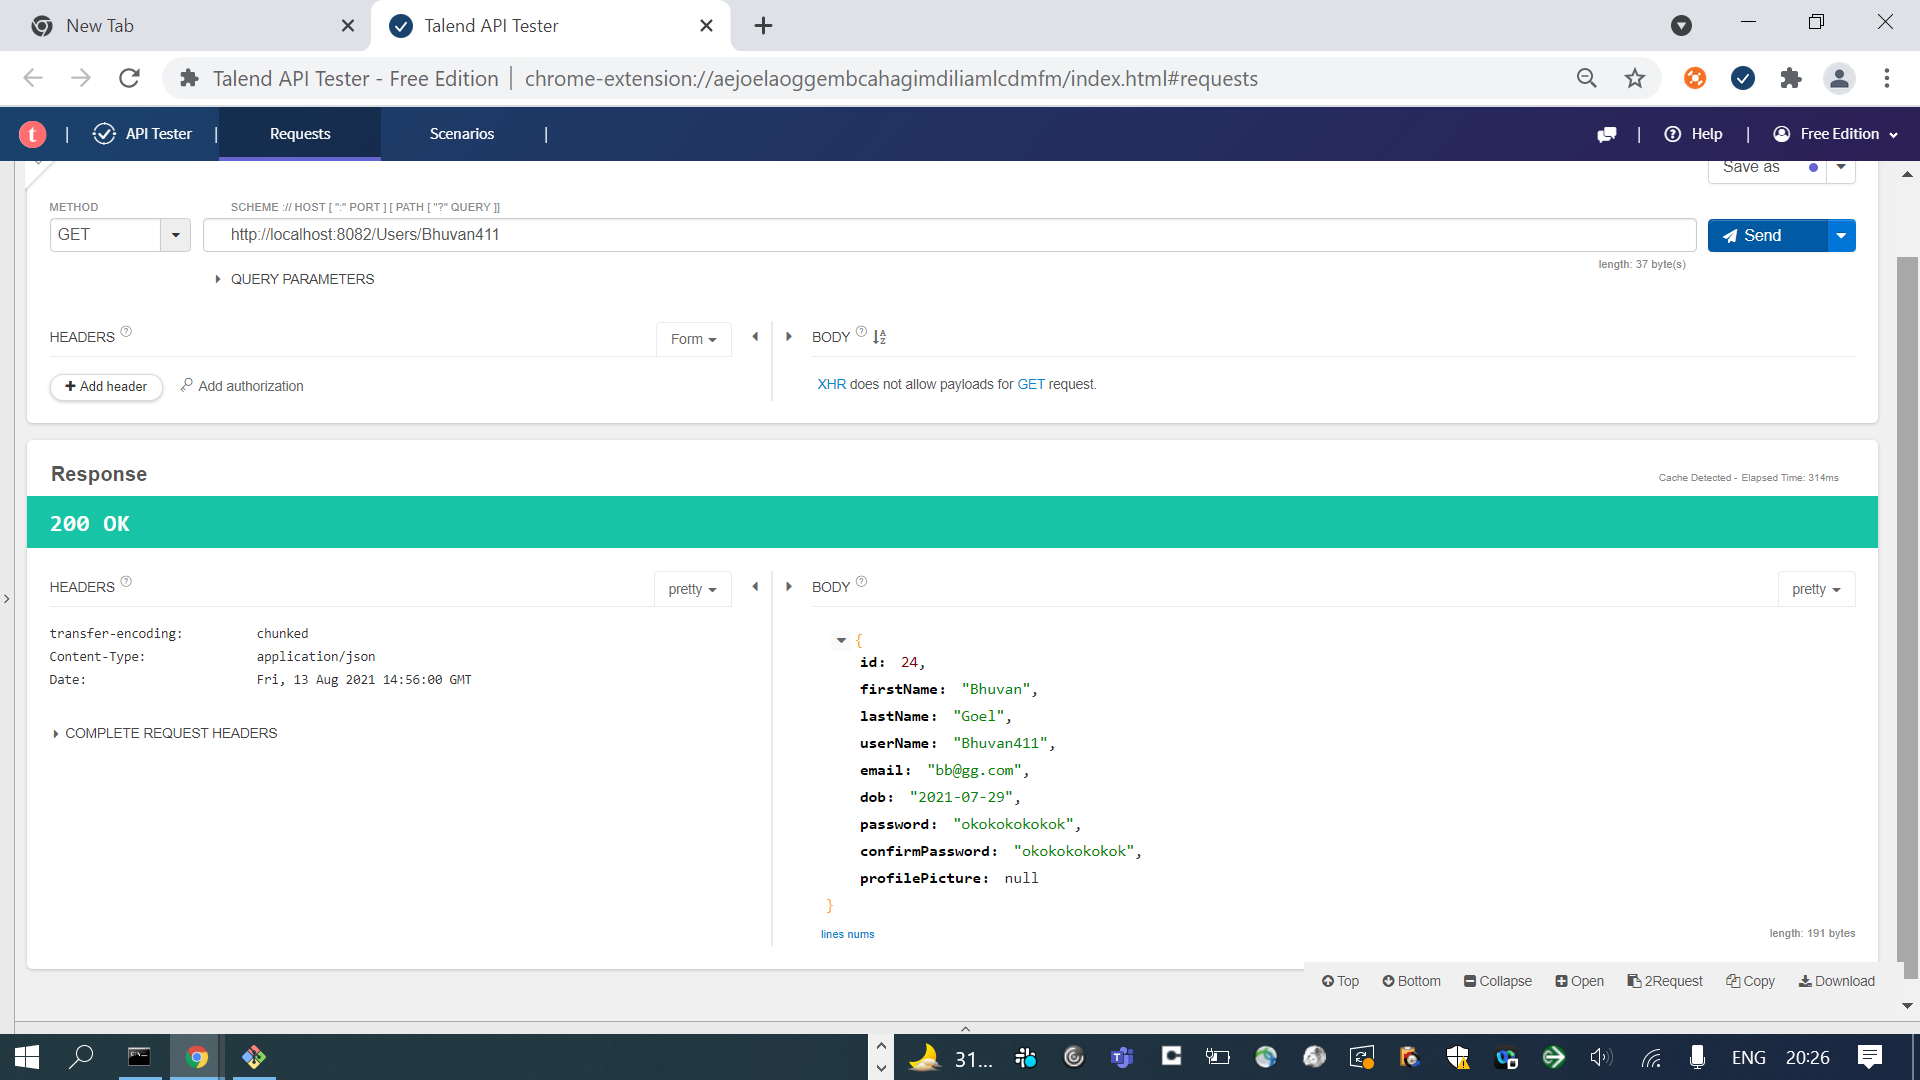 New Tab
Talend API Tester
Talend API Tester - Free Edition | chrome-extension://aejoelaoggembcahagimdiliamlcdmfm/index.html#requests
t | API Tester | Requests Scenarios | | Help | Free Edition
Save as
METHOD SCHEME :// HOST [ ":" PORT ] [ PATH [ "?" QUERY ]]
GET http://localhost:8082/Users/Bhuvan411 Send
length: 37 byte(s)
QUERY PARAMETERS
HEADERS ? Form BODY ?
+ Add header Add authorization XHR does not allow payloads for GET request.
Response
Cache Detected - Elapsed Time: 314ms
200 OK
HEADERS ? pretty BODY ? pretty
transfer-encoding: chunked
Content-Type: application/json
Date: Fri, 13 Aug 2021 14:56:00 GMT
COMPLETE REQUEST HEADERS
{
id: 24,
firstName: "Bhuvan",
lastName: "Goel",
userName: "Bhuvan411",
email: "bb@gg.com",
dob: "2021-07-29",
password: "okokokokokok",
confirmPassword: "okokokokokok",
profilePicture: null
}
lines nums
length: 191 bytes
Top Bottom Collapse Open 2Request Copy Download
31... ENG 20:26